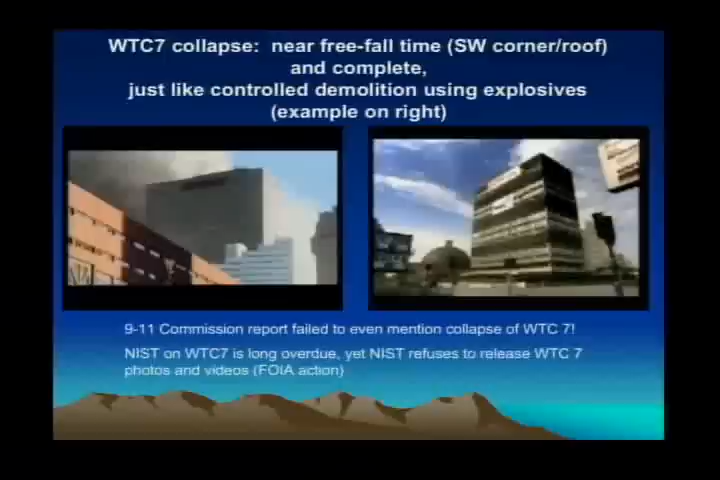 WTC7 collapse: near free-fall time (SW corner/roof)
and complete,
just like controlled demolition using explosives
(example on right)
9-11 Commission report failed to even mention collapse of WTC 7!
NIST on WTC7 is long overdue, yet NIST refuses to release WTC 7
photos and videos (FOIA action)